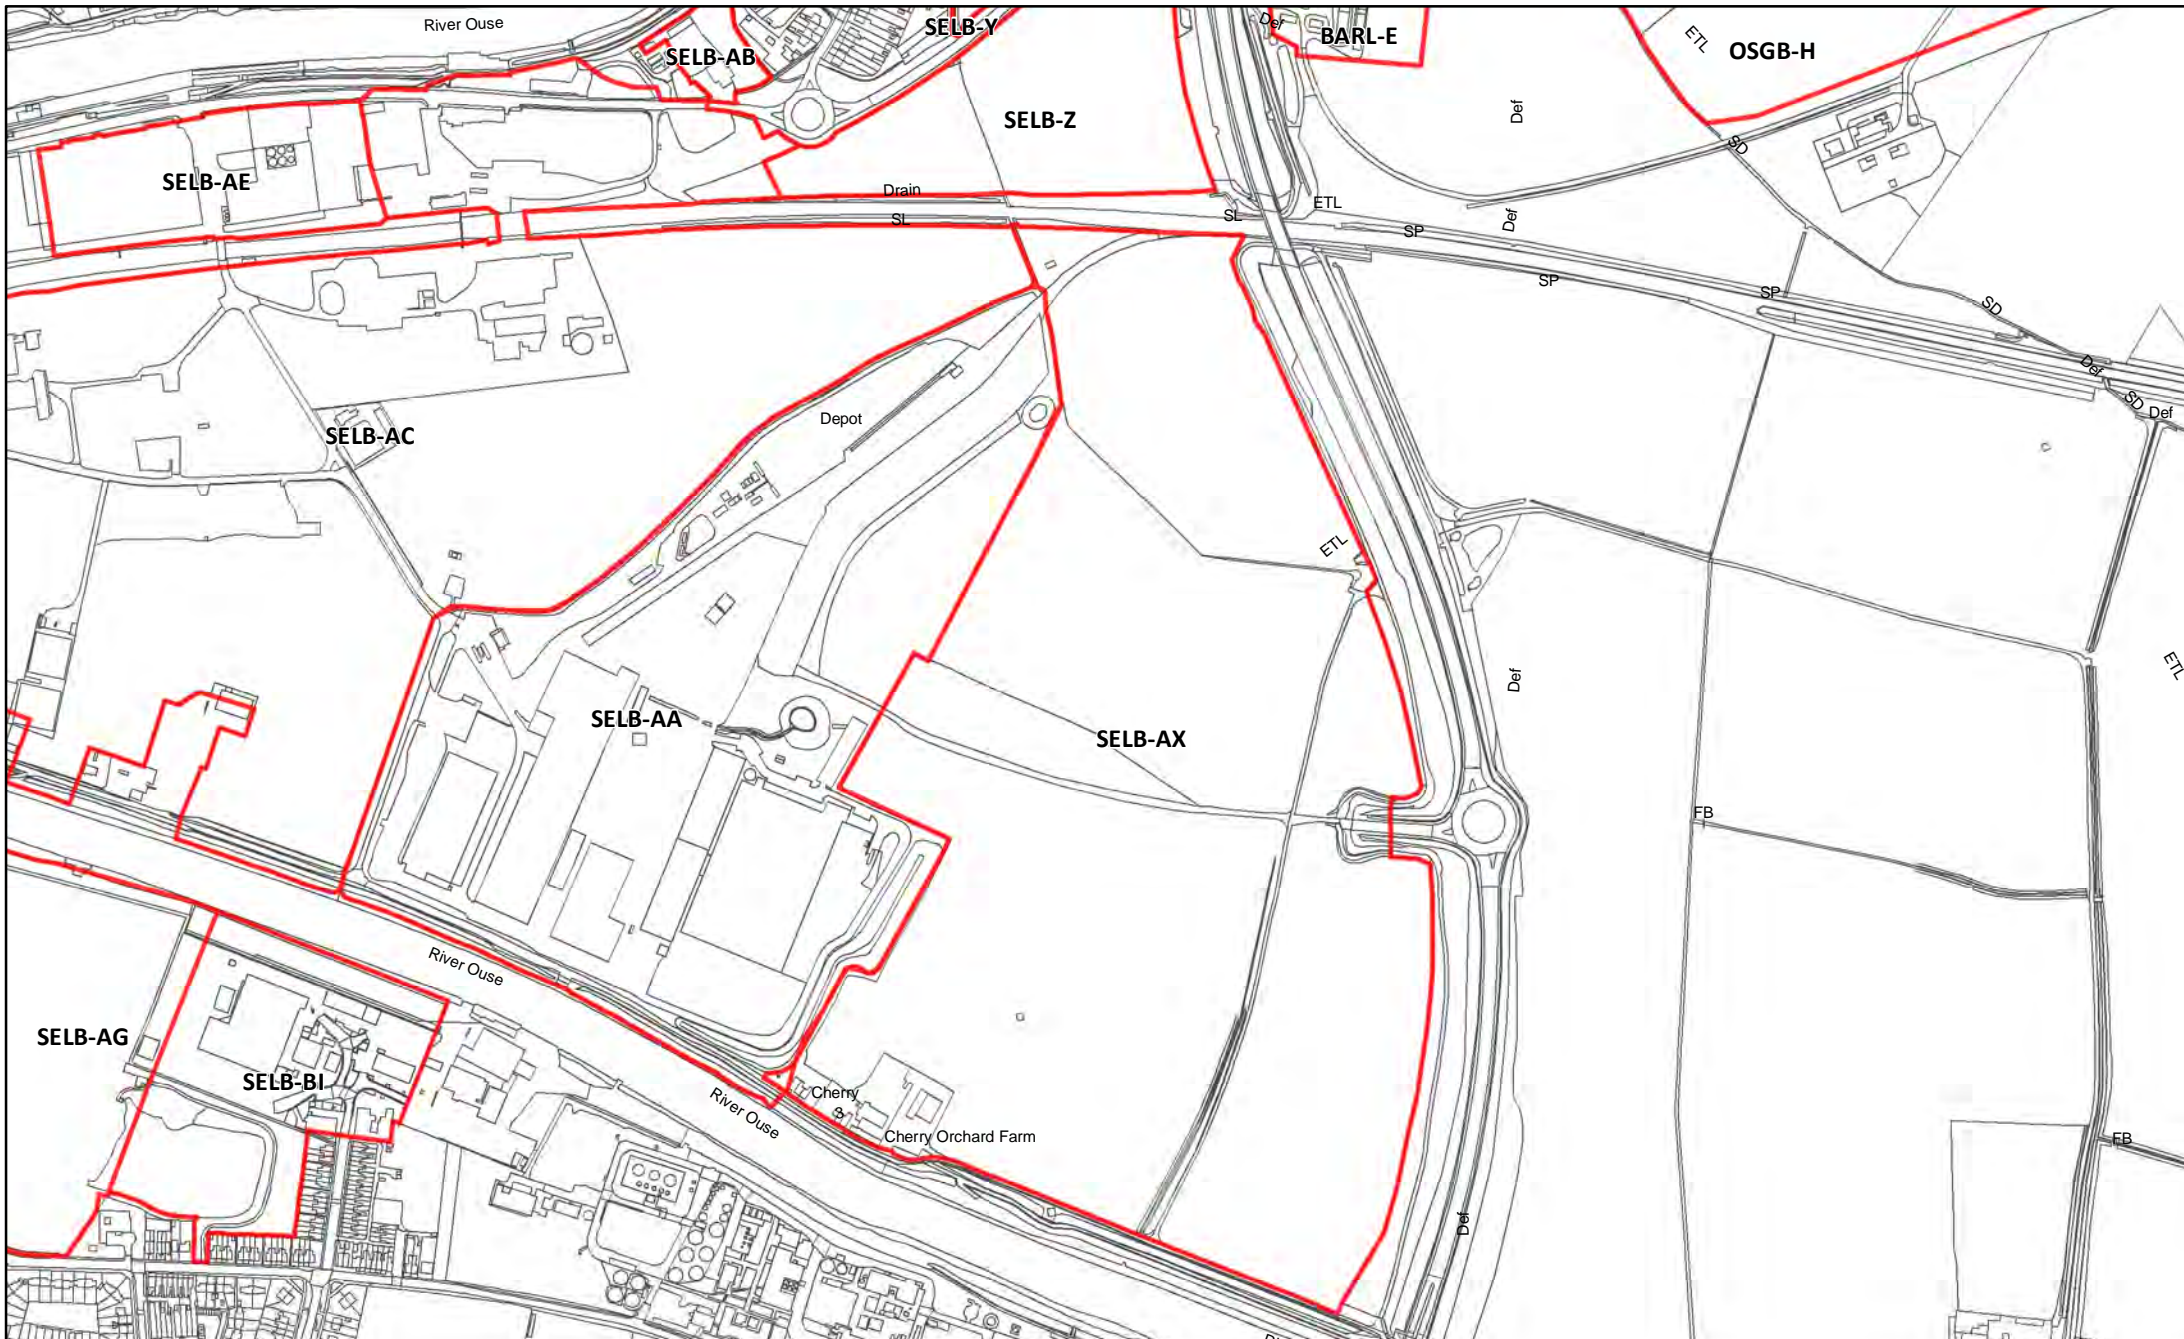 River Ouse
SELB-Y
Def
BARL-E
ETL
OSGB-H
SELB-AB
SELB-Z
Def
SD
SELB-AE
Drain
SL
SL
ETL
Def
SP
SP
SP
SD
Def
SD
Def
Depot
SELB-AC
ETL
Def
ETL
SELB-AA
SELB-AX
FB
River Ouse
SELB-AG
SELB-BI
River Ouse
Cherry
Cherry Orchard Farm
FB
Def